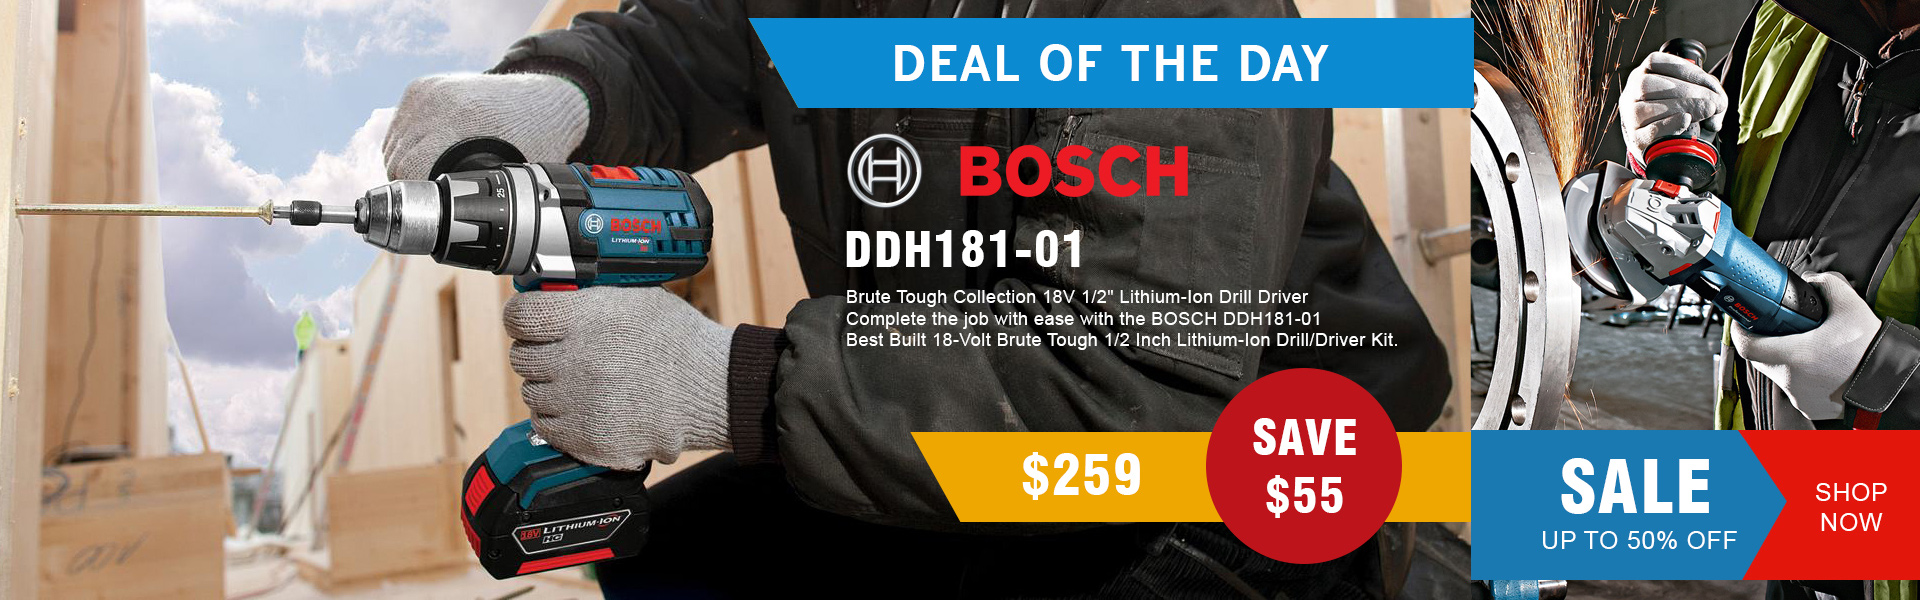 DEAL OF THE DAY
BOSCH
DDH181-01
Brute Tough Collection 18V 1/2" Lithium-Ion Drill Driver
Complete the job with ease with the BOSCH DDH181-01
Best Built 18-Volt Brute Tough 1/2 Inch Lithium-Ion Drill/Driver Kit.
$259
SAVE
$55
25
BOSCH
LITHIUM-ION
18V LITHIUM-ION
HC
BOSCH
SALE
UP TO 50% OFF
SHOP
NOW